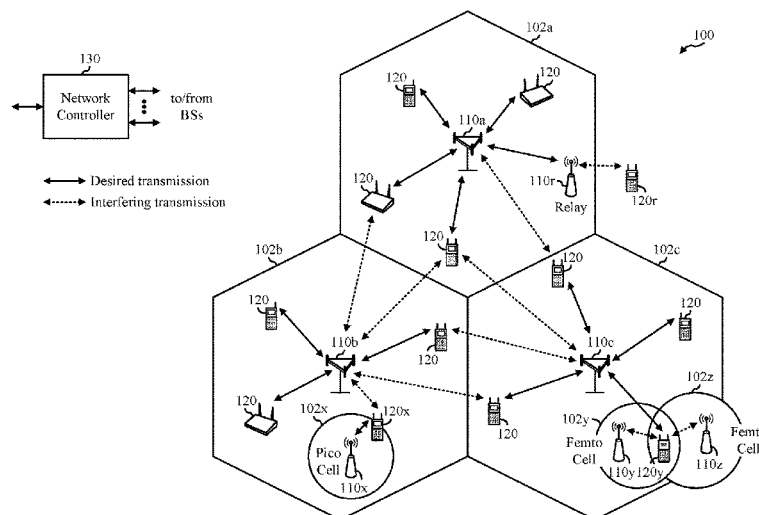 102a
100
130
Network
Controller
to/from
BSs
120
120
110a
Desired transmission
Interfering transmission
120
110r
Relay
120r
102b
120
120
102c
120
110b
120
120
110c
120
120
102x
120x
120
102z
102y
Pico
Cell
110x
Femto
Cell
110y
120y
110z
Femt
Cell